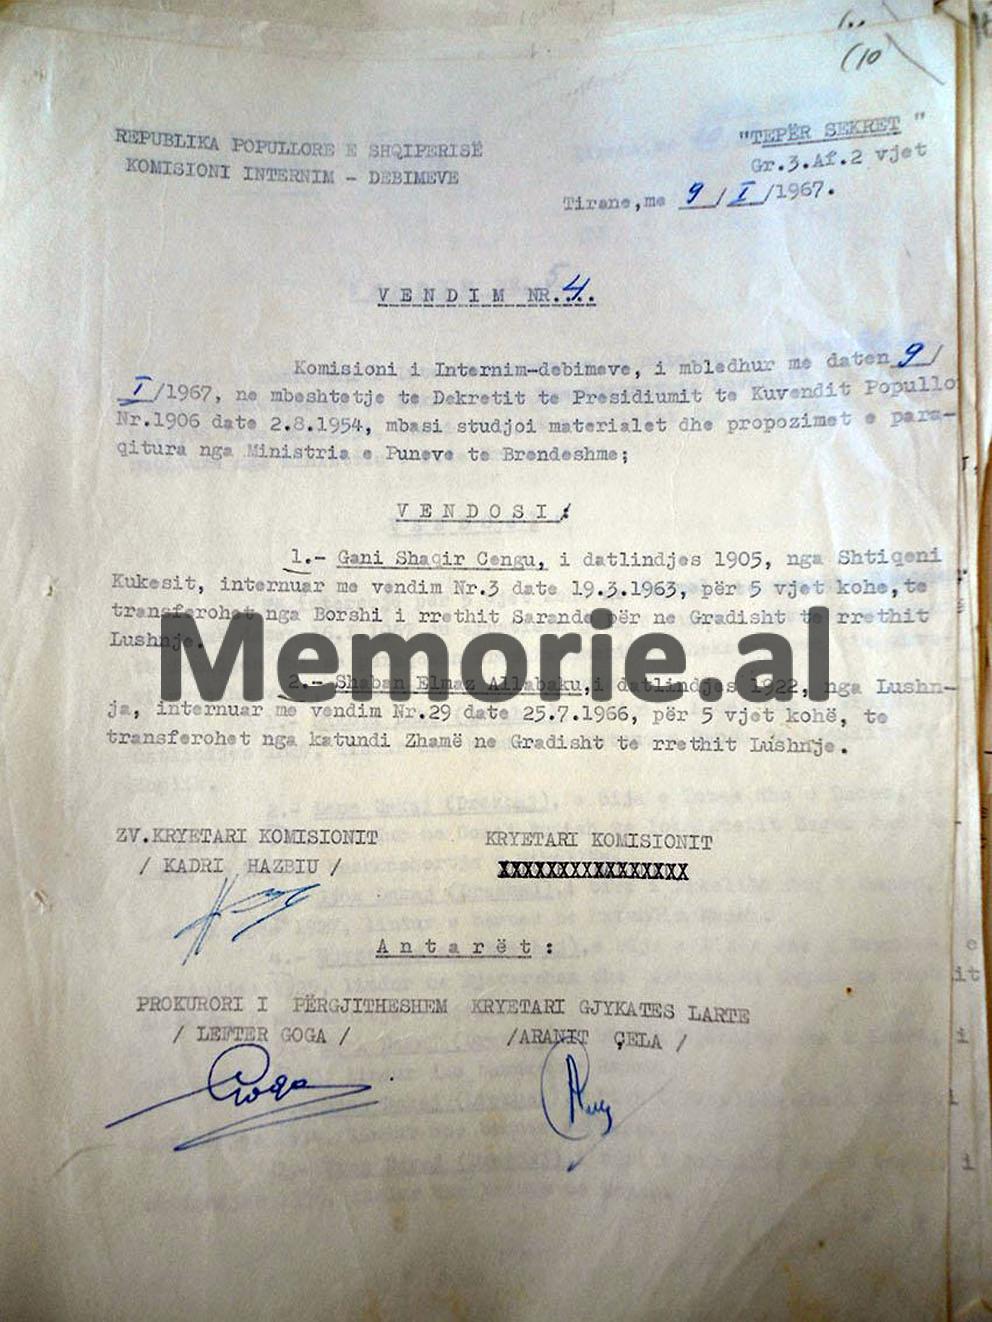 (10
REPUBLIKA POPULLORE E SHQIPERISË
KOMISIONI INTERNIM - DEBIMEVE
"TEPËR SEKRET"
Gr.3.Af.2 vjet
Tirane, me 9/I/1967.
VENDIM NR.4.
Komisioni i Internim-debimeve, i mbledhur me daten 9/
I/1967, ne mbeshtetje te Dekretit te Presidiumit te Kuvendit Popullo
Nr.1906 date 2.8.1954, mbasi studjoi materialet dhe propozimet e para-
qitura nga Ministria e Puneve te Brendeshme;
VENDOSI:
1.- Gani Shaqir Cengu, i datlindjes 1905, nga Shtiqeni
Kukesit, internuar me vendim Nr.3 date 19.3.1963, për 5 vjet kohe, te
transferohet nga Borshi i rrethit Sarande për ne Gradisht te rrethit
Lushnje.
Memorie.al
2.- Shaban Elmaz Allabaku, i datlindjes 1922, nga Lushn-
ja, internuar me vendim Nr.29 date 25.7.1966, për 5 vjet kohë, te
transferohet nga katundi Zhamë ne Gradisht te rrethit Lushnje.
ZV.KRYETARI KOMISIONIT
/ KADRI HAZBIU /
KRYETARI KOMISIONIT
XXXXXXXXXXXXXXXX
Antarët:
PROKURORI I PËRGJITHESHEM
/ LEFTER GOGA /
KRYETARI GJYKATES LARTE
/ARANIT ÇELA /
Goga